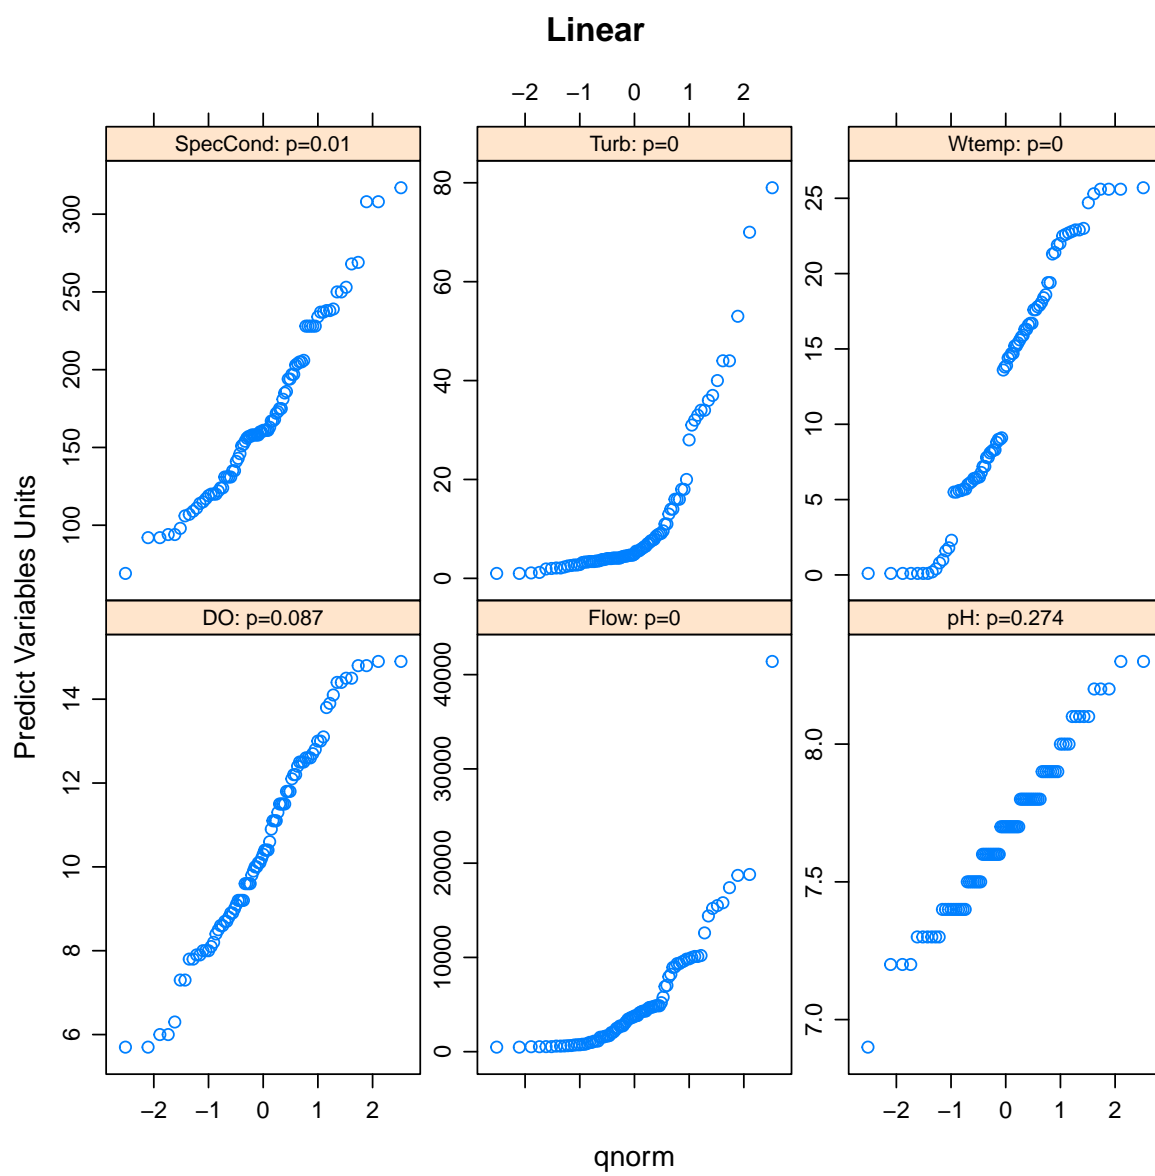 Linear
−2 −1 0 1 2
SpecCond: p=0.01
Turb: p=0
Wtemp: p=0
300
250
200
150
100
80
60
40
20
0
25
20
15
10
5
0
Predict Variables Units
DO: p=0.087
Flow: p=0
pH: p=0.274
14
12
10
8
6
40000
30000
20000
10000
0
8.0
7.5
7.0
−2 −1 0 1 2
−2 −1 0 1 2
qnorm